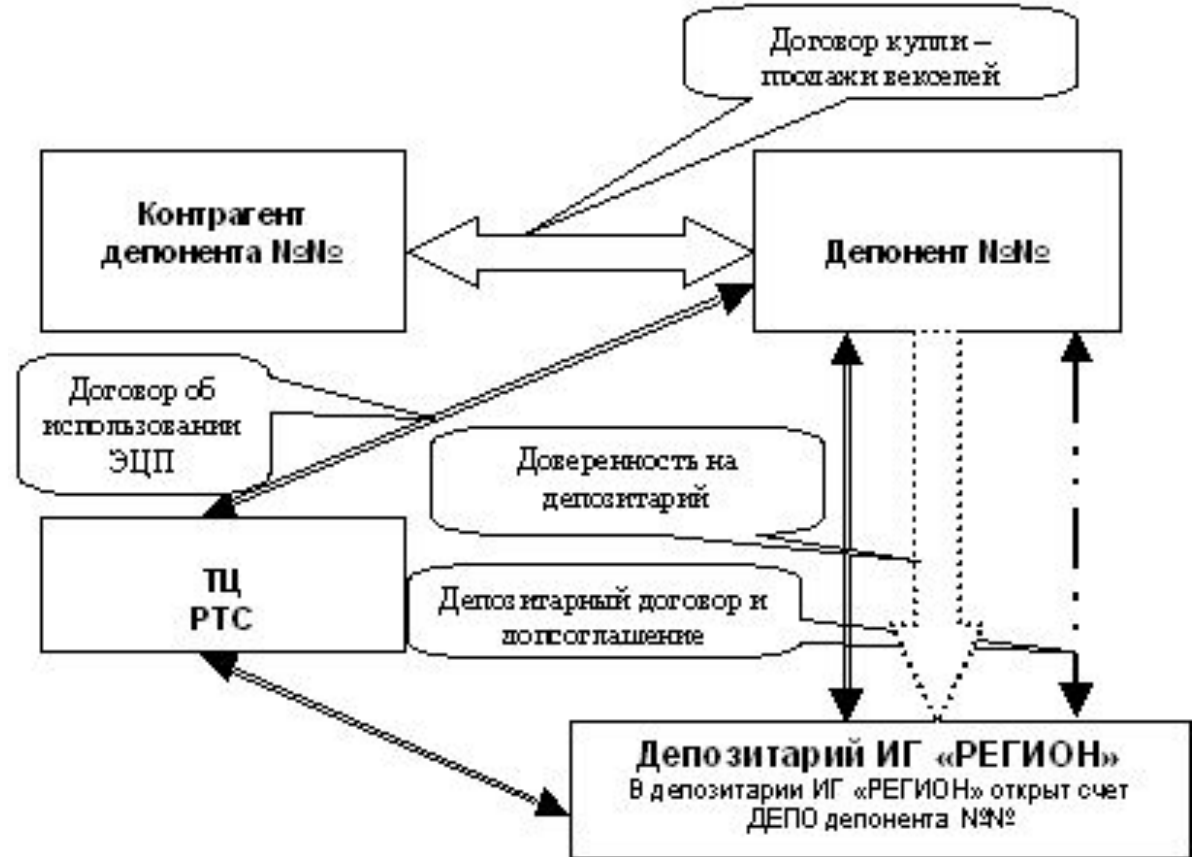 Договор купли –
продажи векселей
Контрагент
депонента №№
Депонент №№
Договор об
использовании
ЭЦП
Доверенность на
депозитарий
ТЦ
РТС
Депозитарный договор и
допсоглашение
Депозитарий ИГ «РЕГИОН»
В депозитарии ИГ «РЕГИОН» открыт счет
ДЕПО депонента №№